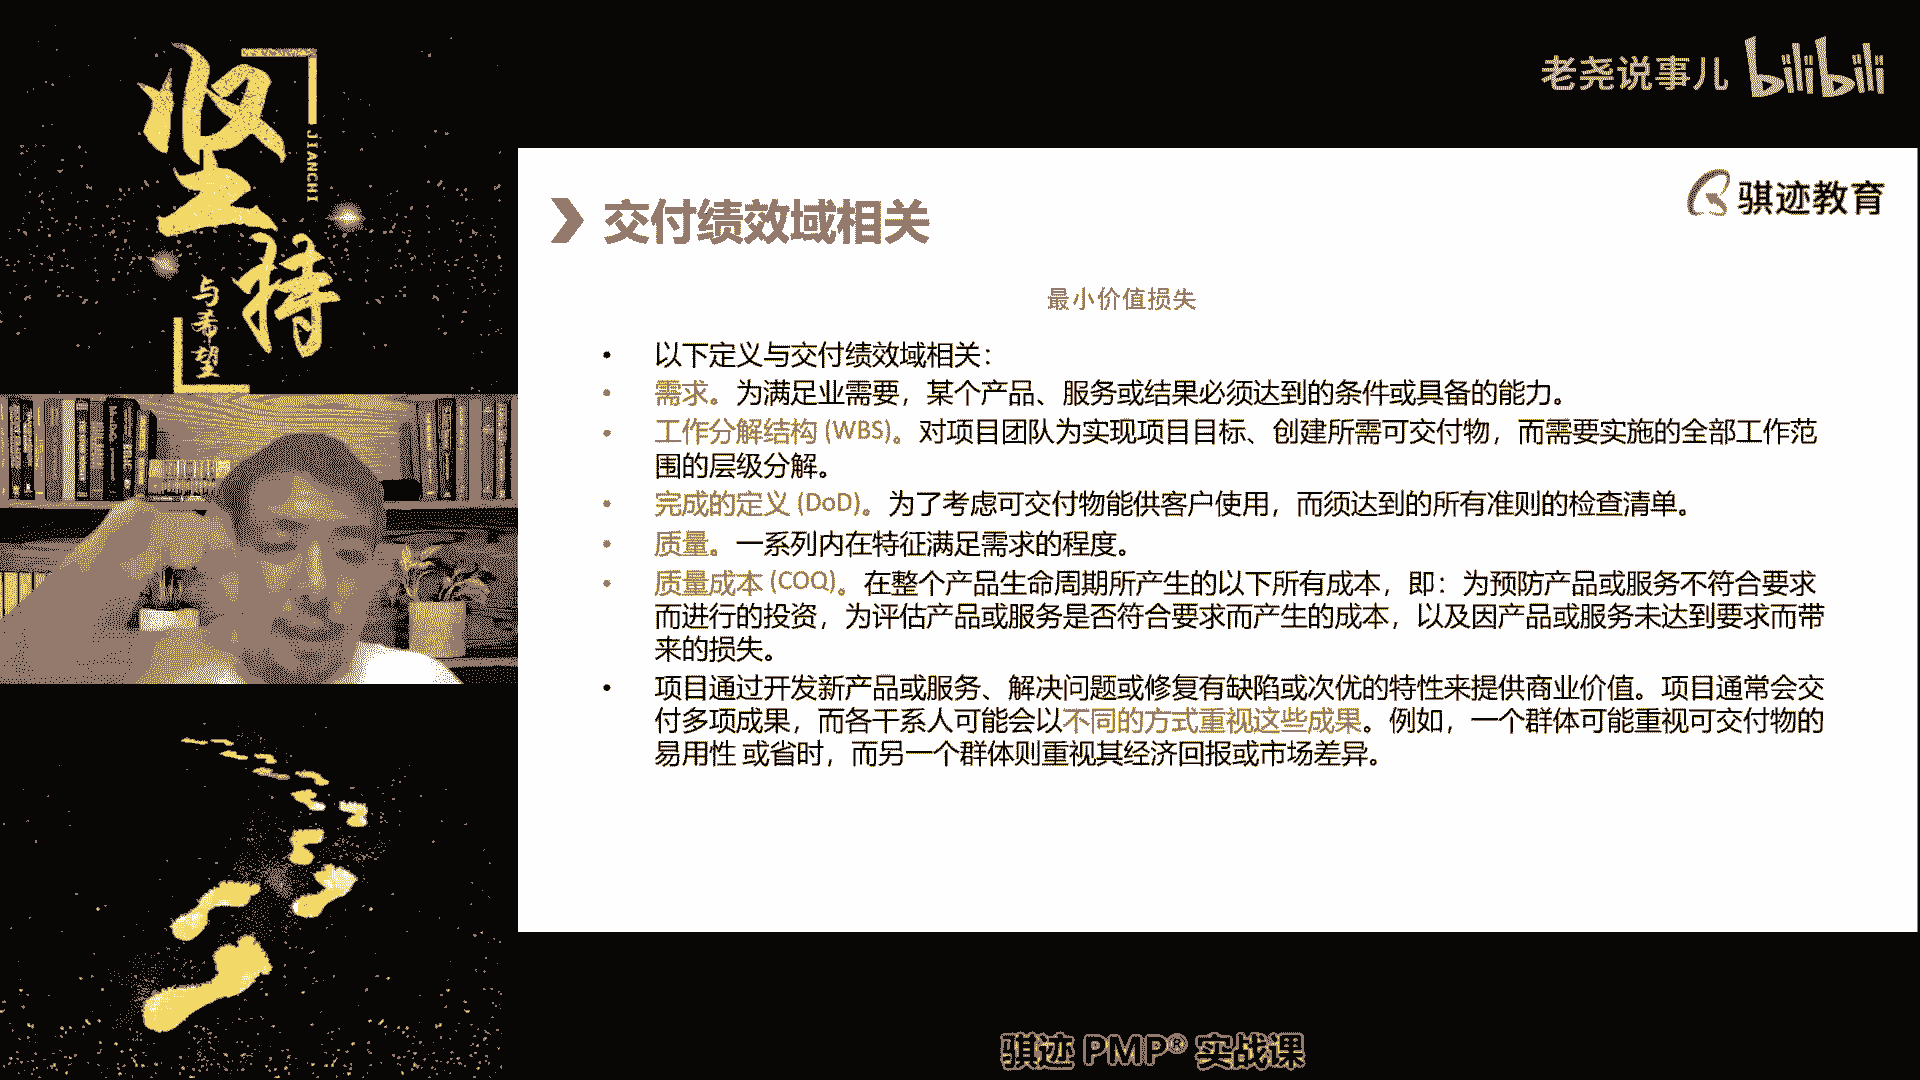 坚持
JIANCHI
与希望
老尧说事儿 bilibili
骐迹教育
交付绩效域相关
最小价值损失
• 以下定义与交付绩效域相关：
• 需求。为满足业需要，某个产品、服务或结果必须达到的条件或具备的能力。
• 工作分解结构 (WBS)。对项目团队为实现项目目标、创建所需可交付物，而需要实施的全部工作范
围的层级分解。
• 完成的定义 (DoD)。为了考虑可交付物能供客户使用，而须达到的所有准则的检查清单。
• 质量。一系列内在特征满足需求的程度。
• 质量成本 (COQ)。在整个产品生命周期所产生的以下所有成本，即：为预防产品或服务不符合要求
而进行的投资，为评估产品或服务是否符合要求而产生的成本，以及因产品或服务未达到要求而带
来的损失。
• 项目通过开发新产品或服务、解决问题或修复有缺陷或次优的特性来提供商业价值。项目通常会交
付多项成果，而各干系人可能会以不同的方式重视这些成果。例如，一个群体可能重视可交付物的
易用性 或省时，而另一个群体则重视其经济回报或市场差异。
骐迹 PMP® 实战课